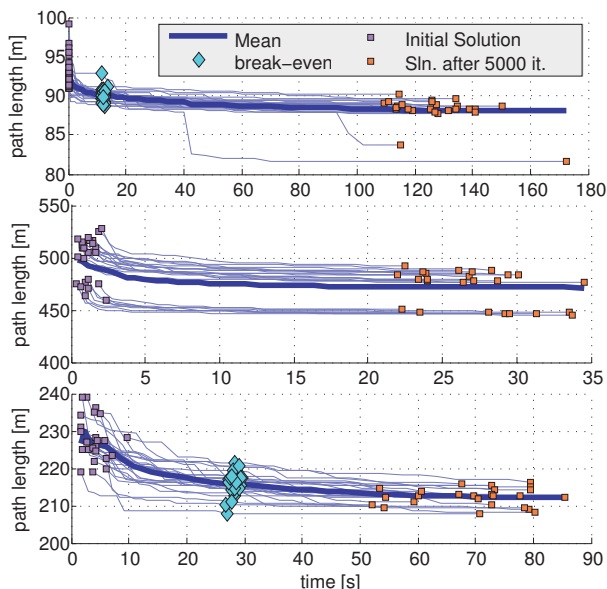 100
95
90
85
80
path length [m]
Mean
break−even
Initial Solution
Sln. after 5000 it.
0 20 40 60 80 100 120 140 160 180
550
500
450
400
path length [m]
0 5 10 15 20 25 30 35
240
230
220
210
200
path length [m]
0 10 20 30 40 50 60 70 80 90
time [s]